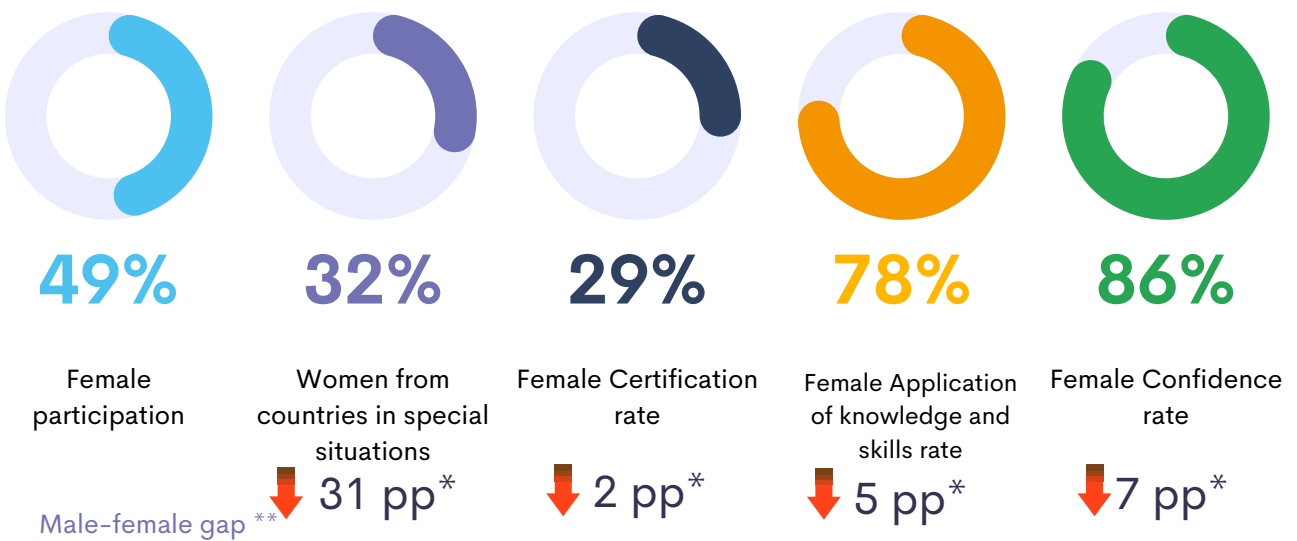 49%
32%
29%
78%
86%
Female
participation
Women from
countries in special
situations
Female Certification
rate
Female Application
of knowledge and
skills rate
Female Confidence
rate
Male-female gap **
31 pp*
2 pp*
5 pp*
7 pp*